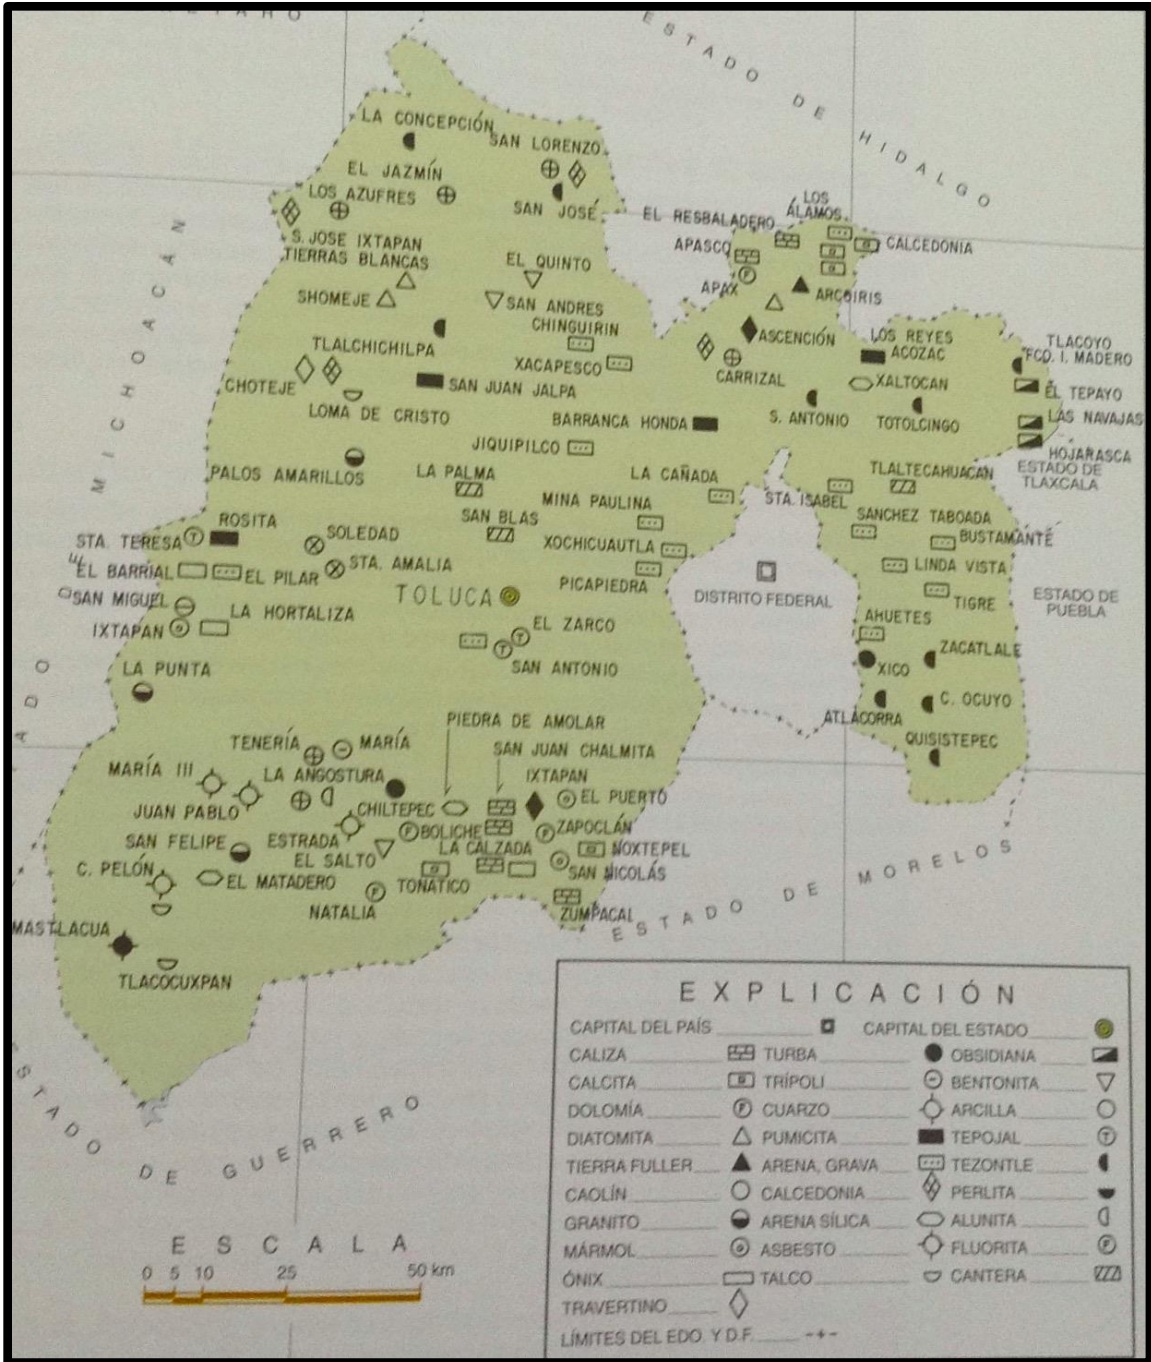 ESTADO DE HIDALGO
LA CONCEPCIÓN
SAN LORENZO
EL JAZMÍN
LOS AZUFRES
SAN JOSÉ
LOS
ÁLAMOS
EL RESBALADERO
CALCEDONIA
APASCO
S. JOSE IXTAPAN
TIERRAS BLANCAS
EL QUINTO
APAX
ARCOIRIS
SHOMEJE
SAN ANDRES
CHINGUIRIN
ASCENCIÓN
LOS REYES
ACOZAC
TLACOYO
FCO. I. MADERO
TLALCHICHILPA
XACAPESCO
CARRIZAL
XALTOCAN
EL TEPAYO
CHOTEJE
SAN JUAN JALPA
LOMA DE CRISTO
BARRANCA HONDA
S. ANTONIO
TOTOLCINGO
LAS NAVAJAS
HOJARASCA
MICHOACÁN
JIQUIPILCO
PALOS AMARILLOS
LA PALMA
LA CAÑADA
TLALTECAHUACAN
ESTADO DE
TLAXCALA
MINA PAULINA
STA. ISABEL
ROSITA
SAN BLAS
SANCHEZ TABOADA
STA. TERESA
SOLEDAD
XOCHICUAUTLA
BUSTAMANTE
EL BARRIAL
EL PILAR
STA. AMALIA
PICAPIEDRA
LINDA VISTA
SAN MIGUEL
LA HORTALIZA
TOLUCA
DISTRITO FEDERAL
TIGRE
ESTADO DE
PUEBLA
IXTAPAN
EL ZARCO
AHUETES
LA PUNTA
SAN ANTONIO
XICO
ZACATLALE
C. OCUYO
ATLACORRA
PIEDRA DE AMOLAR
TENERÍA
MARÍA
SAN JUAN CHALMITA
QUISISTEPEC
MARÍA III
LA ANGOSTURA
IXTAPAN
EL PUERTO
JUAN PABLO
CHILTEPEC
SAN FELIPE
ESTRADA
BOLICHE
ZAPOCLÁN
EL SALTO
LA CALZADA
NOXTEPEL
C. PELÓN
EL MATADERO
TONATICO
SAN NICOLÁS
NATALIA
ZUMPACAL
ESTADO DE MORELOS
MASTLACUA
TLACOCUXPAN
ESTADO DE GUERRERO
ESCALA
0 5 10 25 50 km
EXPLICACIÓN
CAPITAL DEL PAÍS CAPITAL DEL ESTADO
CALIZA TURBA OBSIDIANA
CALCITA TRÍPOLI BENTONITA
DOLOMÍA F CUARZO ARCILLA
DIATOMITA PUMICITA TEPOJAL T
TIERRA FULLER ARENA, GRAVA TEZONTLE
CAOLÍN CALCEDONIA PERLITA
GRANITO ARENA SÍLICA ALUNITA
MÁRMOL ASBESTO FLUORITA F
ÓNIX TALCO CANTERA
TRAVERTINO
LÍMITES DEL EDO. Y D.F.